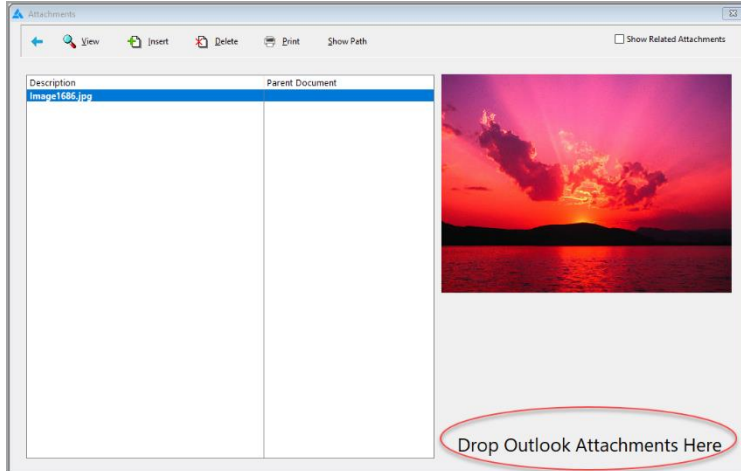 Attachments
View Insert Delete Print Show Path Show Related Attachments
Description Parent Document
Image1686.jpg
Drop Outlook Attachments Here